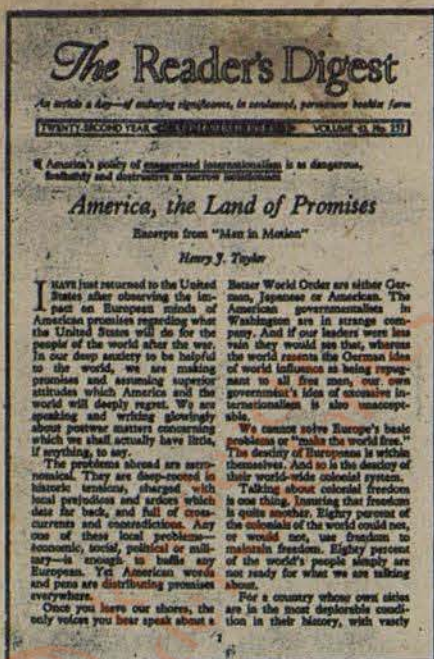 The Reader's Digest
An article a day—of enduring significance, in condensed, permanent booklet form
TWENTY-SECOND YEAR
VOLUME 43, No. 257
America's policy of exaggerated internationalism is as dangerous,
foolhardy and destructive as narrow isolationism
America, the Land of Promises
Excerpts from "Men in Motion"
Henry J. Taylor
I HAVE just returned to the United
States after observing the im-
pact on European minds of
American promises regarding what
the United States will do for the
people of the world after the war.
In our deep anxiety to be helpful
to the world, we are making
promises and assuming superior
attitudes which America and the
world will deeply regret. We are
speaking and writing glowingly
about postwar matters concerning
which we shall actually have little,
if anything, to say.
The problems abroad are astro-
nomical. They are deep-rooted in
historic tensions, charged with
local prejudices and ardors which
date far back, and full of cross-
currents and contradictions. Any
one of these local problems—
economic, social, political or mili-
tary—is enough to baffle any
European. Yet American words
and pens are distributing promises
everywhere.
Once you leave our shores, the
only voices you hear speak about a
Better World Order are either Ger-
man, Japanese or American. The
American governmentalists in
Washington are in strange com-
pany. And if our leaders were less
vain they would see that, whereas
the world resents the German idea
of world influence as being repug-
nant to all free men, our own
government's idea of excessive in-
ternationalism is also unaccept-
able.
We cannot solve Europe's basic
problems or "make the world free."
The destiny of Europeans is within
themselves. And so is the destiny of
their world-wide colonial system.
Talking about colonial freedom
is one thing. Insuring that freedom
is quite another. Eighty percent of
the colonials of the world could not,
or would not, use freedom to
maintain freedom. Eighty percent
of the world's people simply are
not ready for what we are talking
about.
For a country whose own cities
are in the most deplorable condi-
tion in their history, with vastly
1